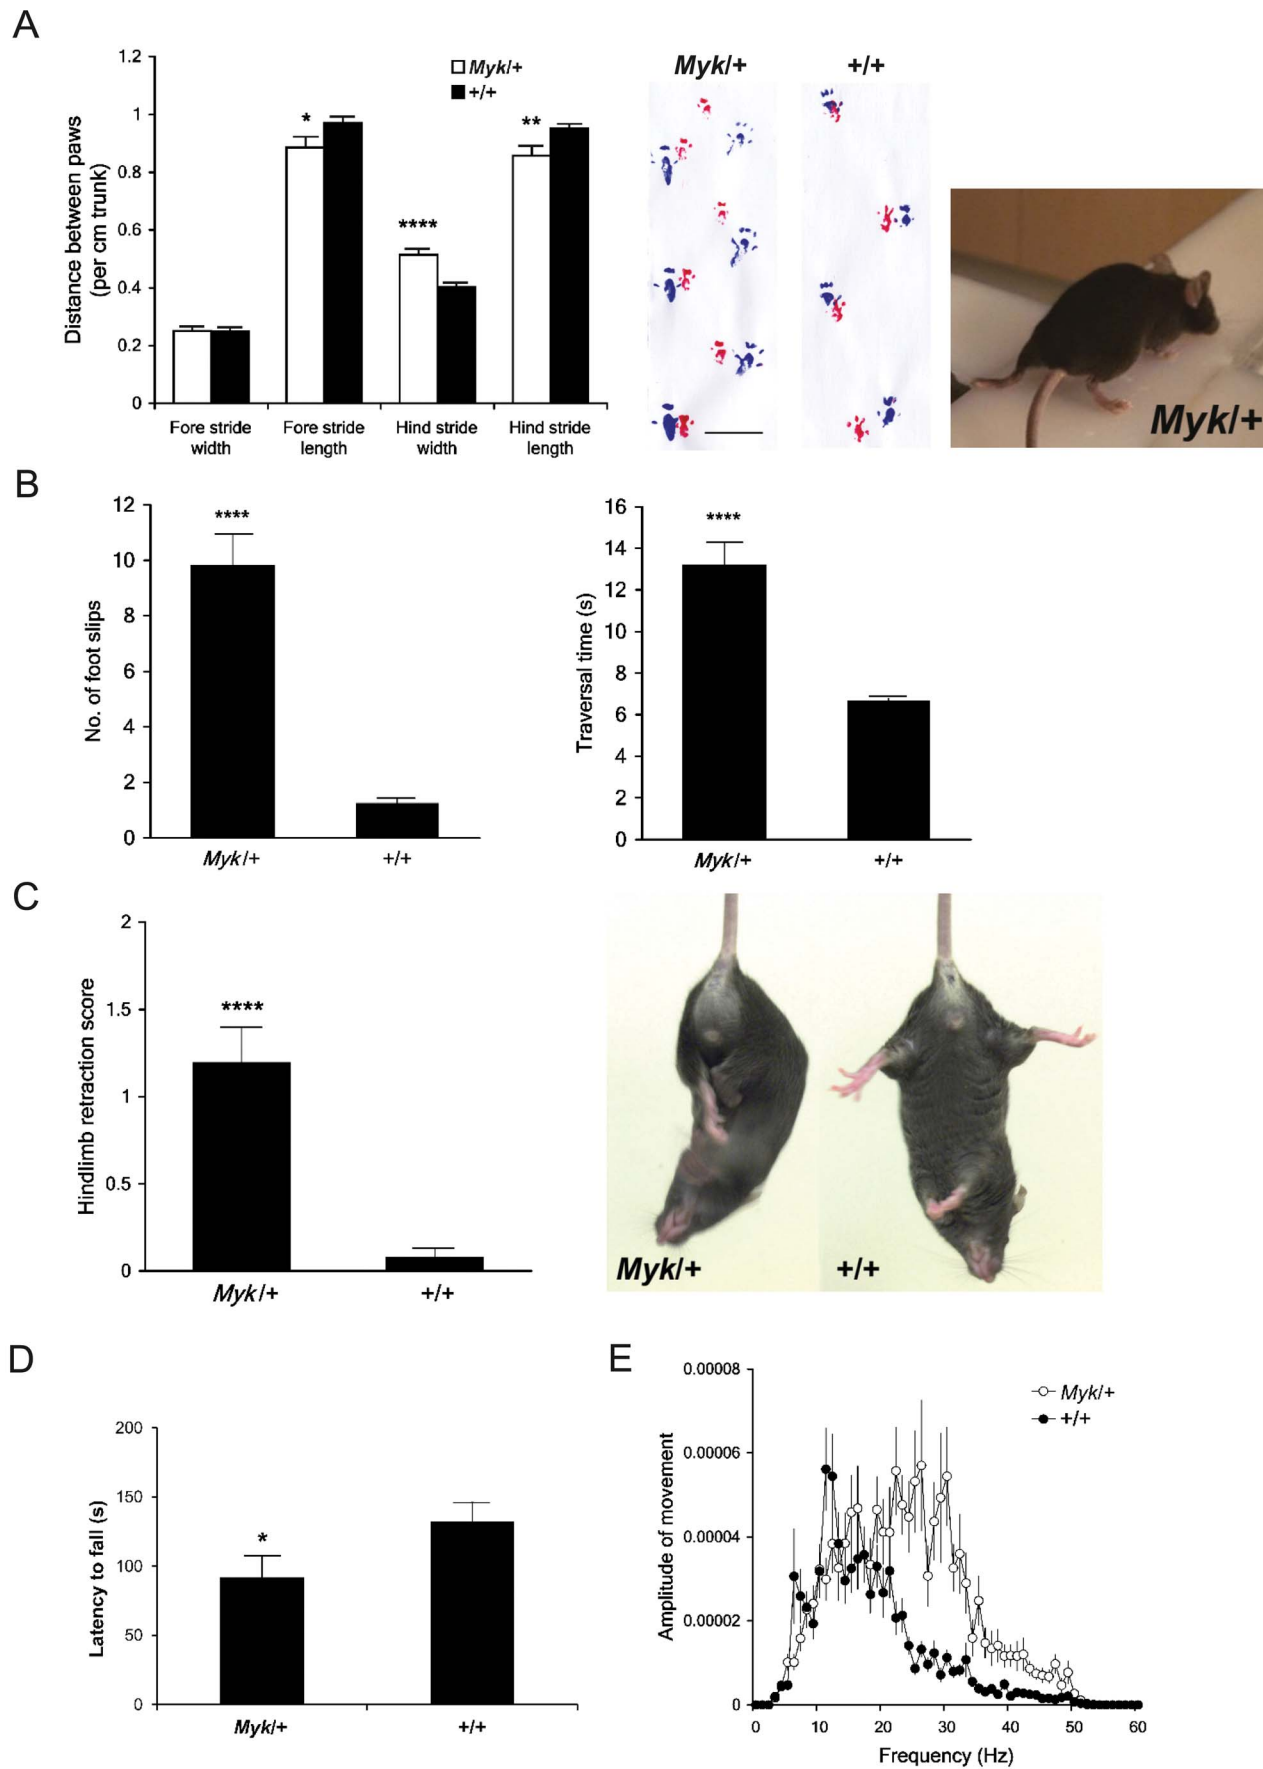 A
Distance between paws
(per cm trunk)
1.2
1
0.8
0.6
0.4
0.2
0
Myk/+
+/+
*
**
****
Fore stride
width
Fore stride
length
Hind stride
width
Hind stride
length
Myk/+
+/+
Myk/+
B
No. of foot slips
12
10
8
6
4
2
0
****
Myk/+
+/+
Traversal time (s)
16
14
12
10
8
6
4
2
0
****
Myk/+
+/+
C
Hindlimb retraction score
2
1.5
1
0.5
0
****
Myk/+
+/+
Myk/+
+/+
D
Latency to fall (s)
200
150
100
50
0
*
Myk/+
+/+
E
Amplitude of movement
0.00008
0.00006
0.00004
0.00002
0
Myk/+
+/+
0 10 20 30 40 50 60
Frequency (Hz)